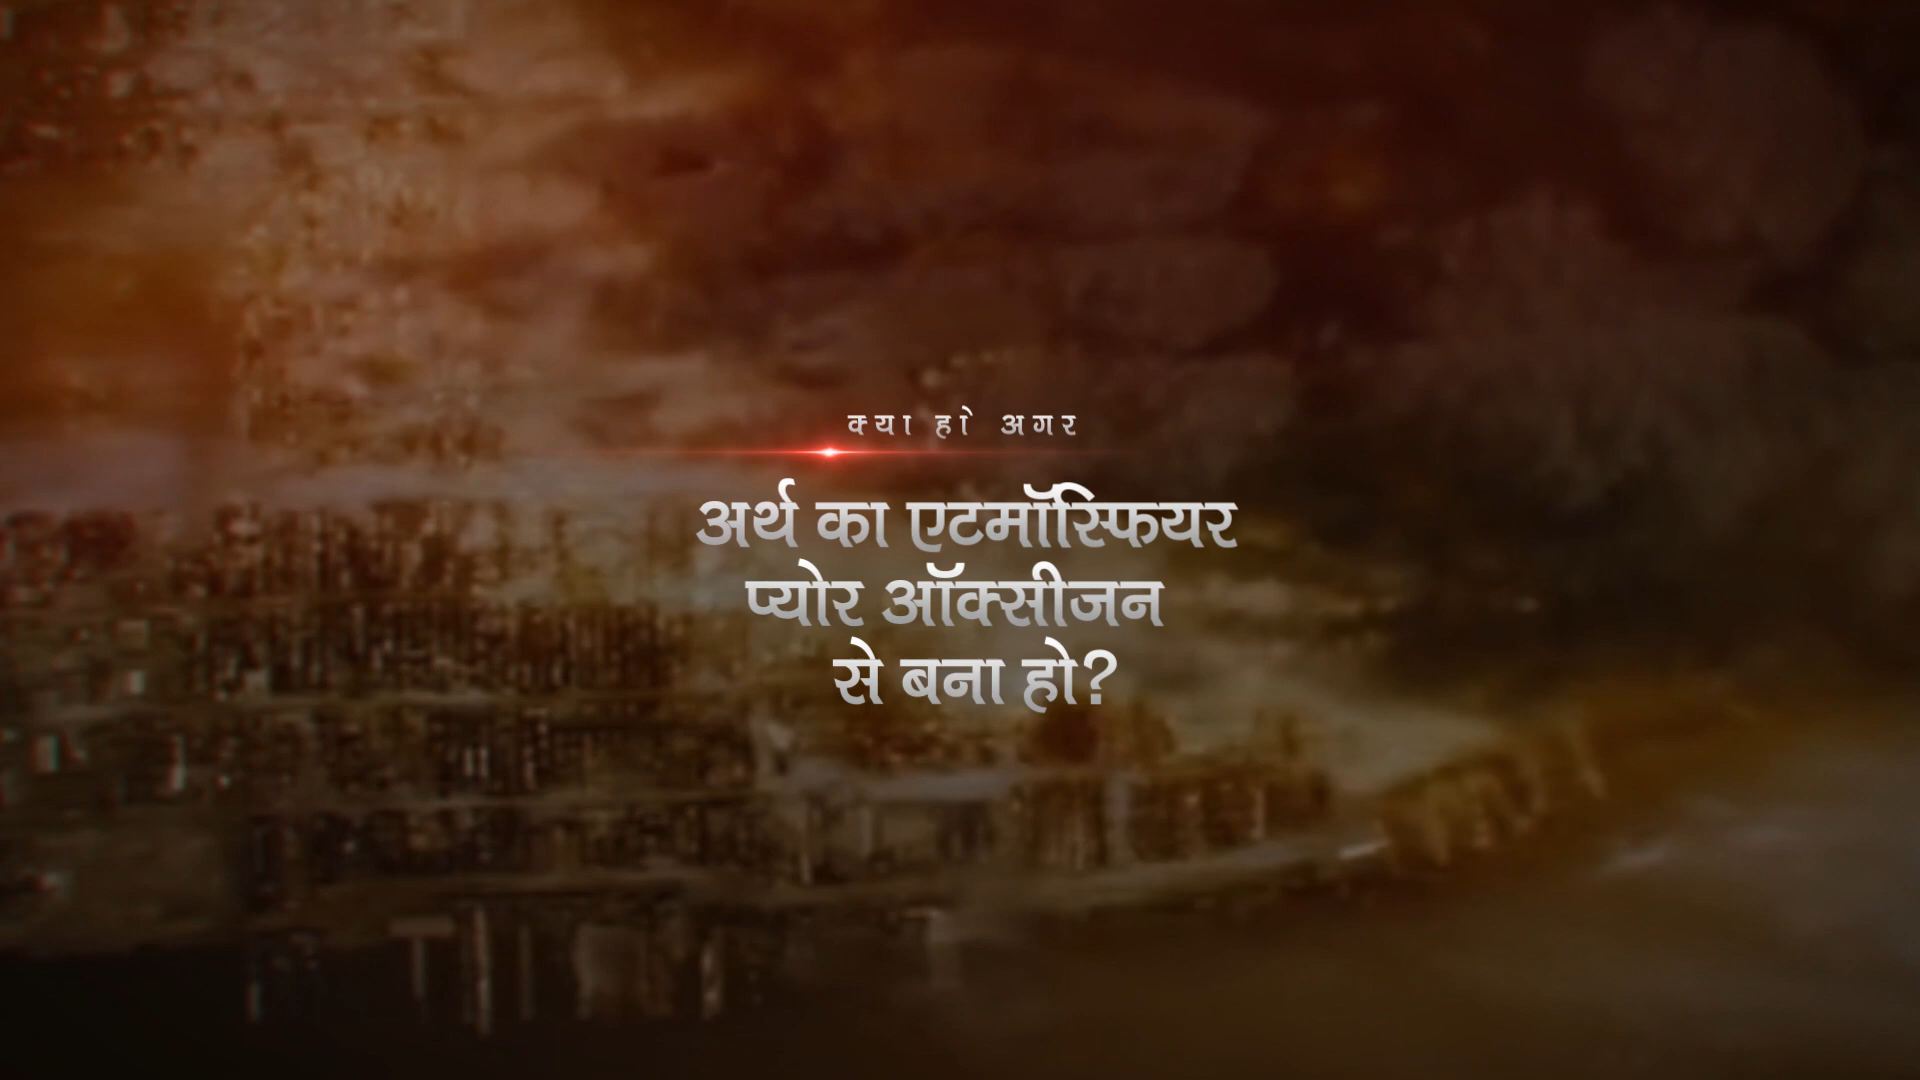 क्या हो अगर
अर्थ का एटमॉस्फियर
प्योर ऑक्सीजन
से बना हो?